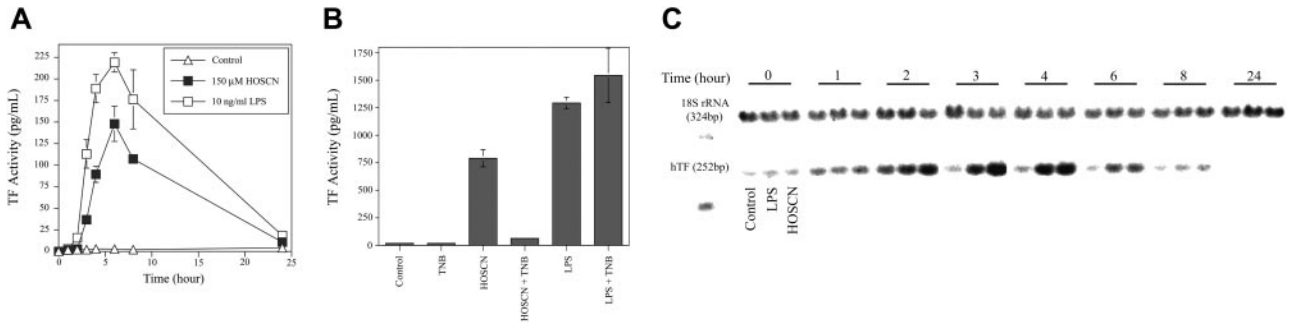 A
B
C
TF Activity (pg/mL)
225
200
175
150
125
100
75
50
25
0
0
5
10
15
20
25
Time (hour)
Control
150 µM HOSCN
10 ng/ml LPS
TF Activity (pg/mL)
1750
1500
1250
1000
750
500
250
0
Control
TNB
HOSCN
HOSCN + TNB
LPS
LPS + TNB
Time (hour) 0 1 2 3 4 6 8 24
18S rRNA
(324bp)
hTF (252bp)
Control
LPS
HOSCN